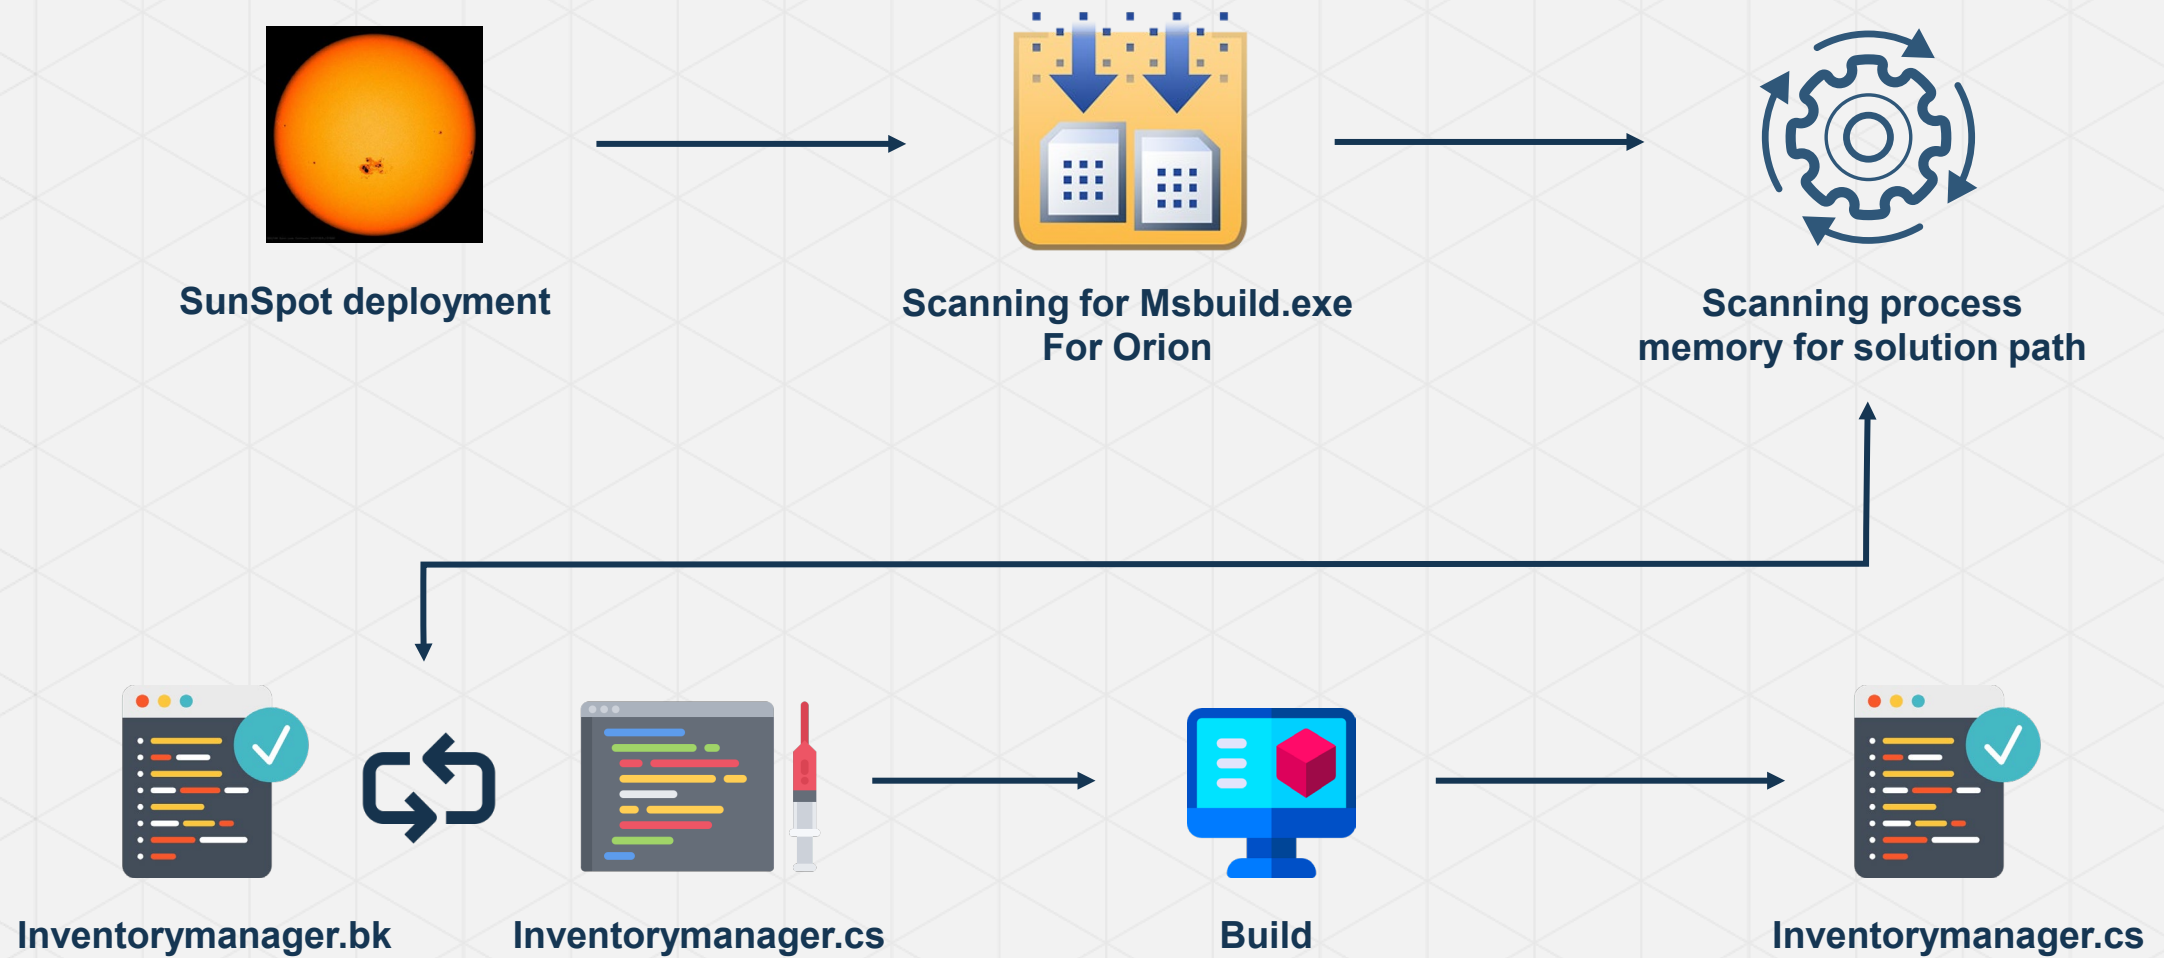 SunSpot deployment
Scanning for Msbuild.exe
For Orion
Scanning process
memory for solution path
Inventorymanager.bk
Inventorymanager.cs
Build
Inventorymanager.cs